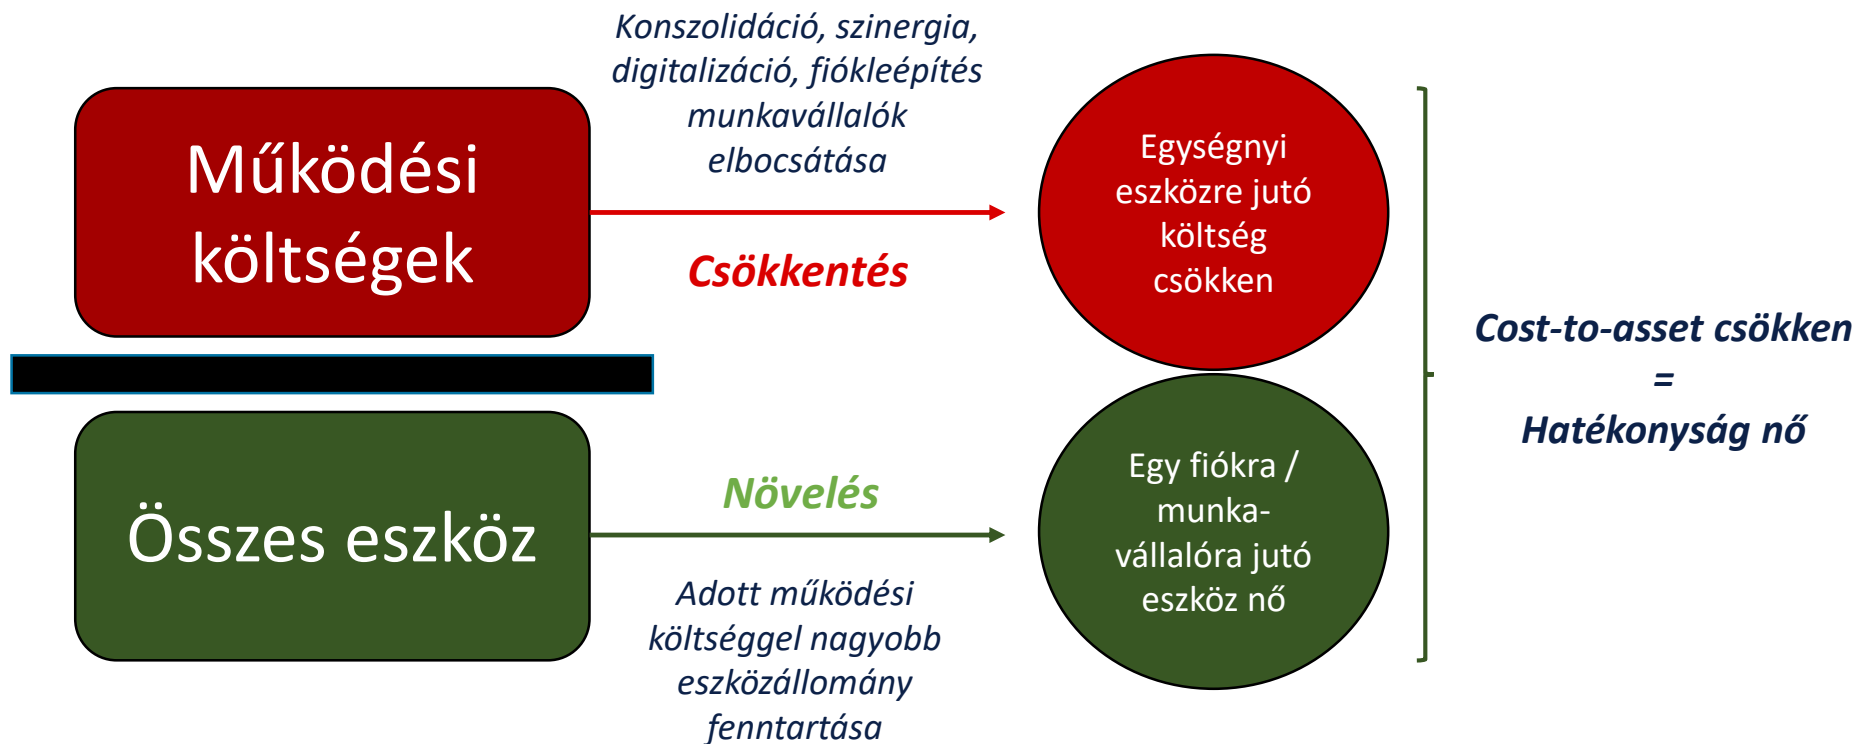 Konszolidáció, szinergia,
digitalizáció, fiókleépítés
munkavállalók
elbocsátása
Működési
költségek
Csökkentés
Egységnyi
eszközre jutó
költség
csökken
Cost-to-asset csökken
=
Hatékonyság nő
Összes eszköz
Növelés
Adott működési
költséggel nagyobb
eszközállomány
fenntartása
Egy fiókra /
munka-
vállalóra jutó
eszköz nő